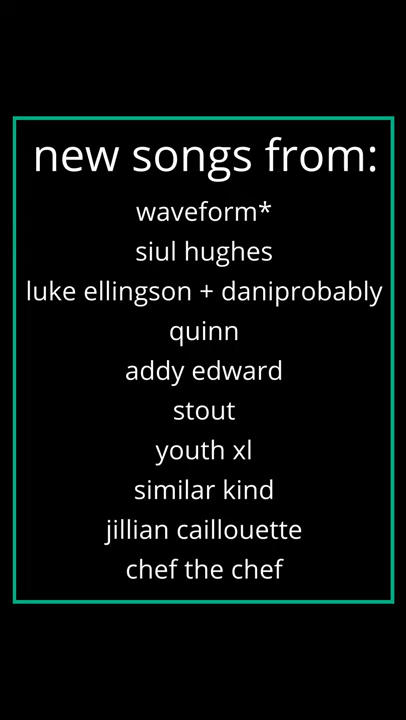 new songs from:
waveform*
siul hughes
luke ellingson + daniprobably
quinn
addy edward
stout
youth xl
similar kind
jillian caillouette
chef the chef